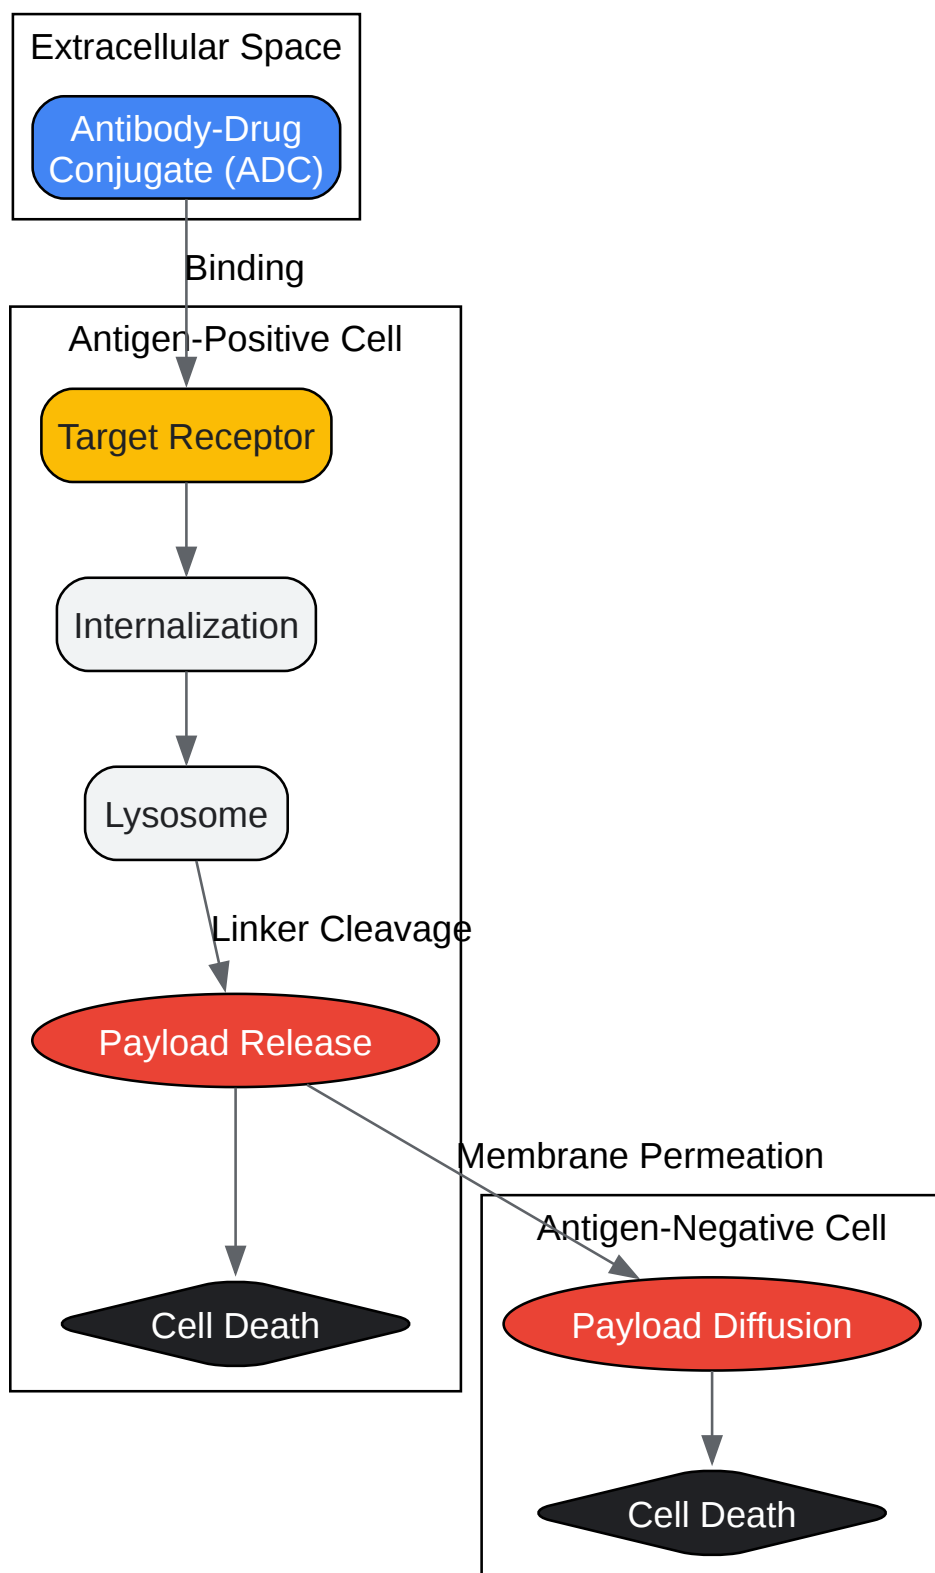 Extracellular Space
Antibody-Drug
Conjugate (ADC)
Binding
Antigen-Positive Cell
Target Receptor
Internalization
Lysosome
Linker Cleavage
Payload Release
Membrane Permeation
Antigen-Negative Cell
Cell Death
Payload Diffusion
Cell Death